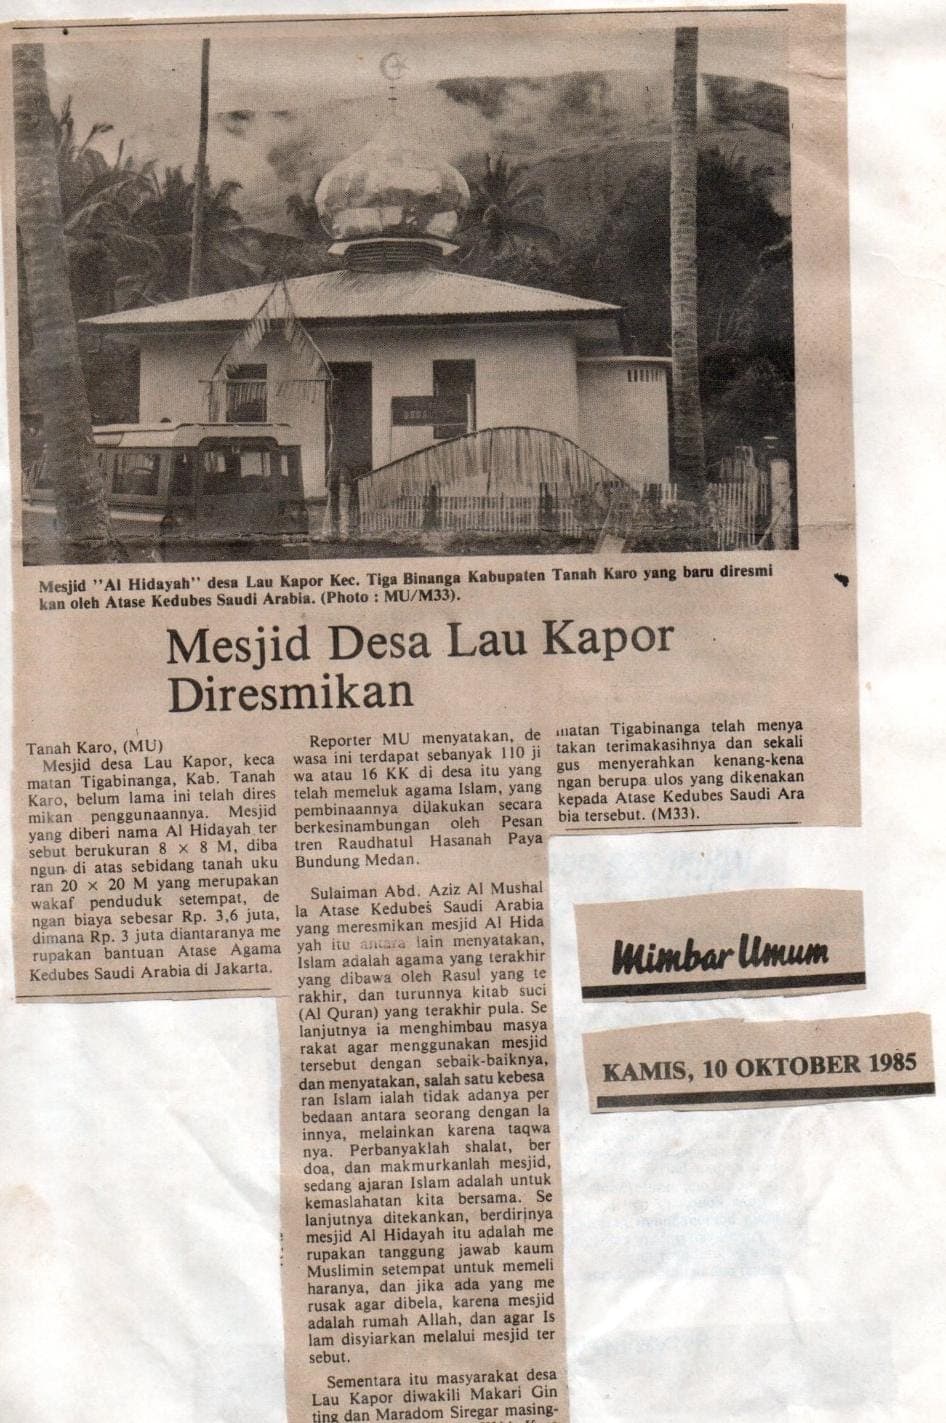 Mesjid "Al Hidayah" desa Lau Kapor Kec. Tiga Binanga Kabupaten Tanah Karo yang baru diresmi
kan oleh Atase Kedubes Saudi Arabia. (Photo : MU/M33).
Mesjid Desa Lau Kapor
Diresmikan
Tanah Karo, (MU)
Mesjid desa Lau Kapor, keca
matan Tigabinanga, Kab. Tanah
Karo, belum lama ini telah dires
mikan penggunaannya. Mesjid
yang diberi nama Al Hidayah ter
sebut berukuran 8 × 8 M, diba
ngun di atas sebidang tanah uku
ran 20 × 20 M yang merupakan
wakaf penduduk setempat, de
ngan biaya sebesar Rp. 3,6 juta,
dimana Rp. 3 juta diantaranya me
rupakan bantuan Atase Agama
Kedubes Saudi Arabia di Jakarta.
Reporter MU menyatakan, de
wasa ini terdapat sebanyak 110 ji
wa atau 16 KK di desa itu yang
telah memeluk agama Islam, yang
pembinaannya dilakukan secara
berkesinambungan oleh Pesan
tren Raudhatul Hasanah Paya
Bundung Medan.
Sulaiman Abd. Aziz Al Mushal
la Atase Kedubes Saudi Arabia
yang meresmikan mesjid Al Hida
yah itu antara lain menyatakan,
Islam adalah agama yang terakhir
yang dibawa oleh Rasul yang te
rakhir, dan turunnya kitab suci
(Al Quran) yang terakhir pula. Se
lanjutnya ia menghimbau masya
rakat agar menggunakan mesjid
tersebut dengan sebaik-baiknya,
dan menyatakan, salah satu kebesa
ran Islam ialah tidak adanya per
bedaan antara seorang dengan la
innya, melainkan karena taqwa
nya. Perbanyaklah shalat, ber
doa, dan makmurkanlah mesjid,
sedang ajaran Islam adalah untuk
kemaslahatan kita bersama. Se
lanjutnya ditekankan, berdirinya
mesjid Al Hidayah itu adalah me
rupakan tanggung jawab kaum
Muslimin setempat untuk memeli
haranya, dan jika ada yang me
rusak agar dibela, karena mesjid
adalah rumah Allah, dan agar Is
lam disyiarkan melalui mesjid ter
sebut.
Sementara itu masyarakat desa
Lau Kapor diwakili Makari Gin
ting dan Maradom Siregar masing-
matan Tigabinanga telah menya
takan terimakasihnya dan sekali
gus menyerahkan kenang-kena
ngan berupa ulos yang dikenakan
kepada Atase Kedubes Saudi Ara
bia tersebut. (M33).
Mimbar Umum
KAMIS, 10 OKTOBER 1985